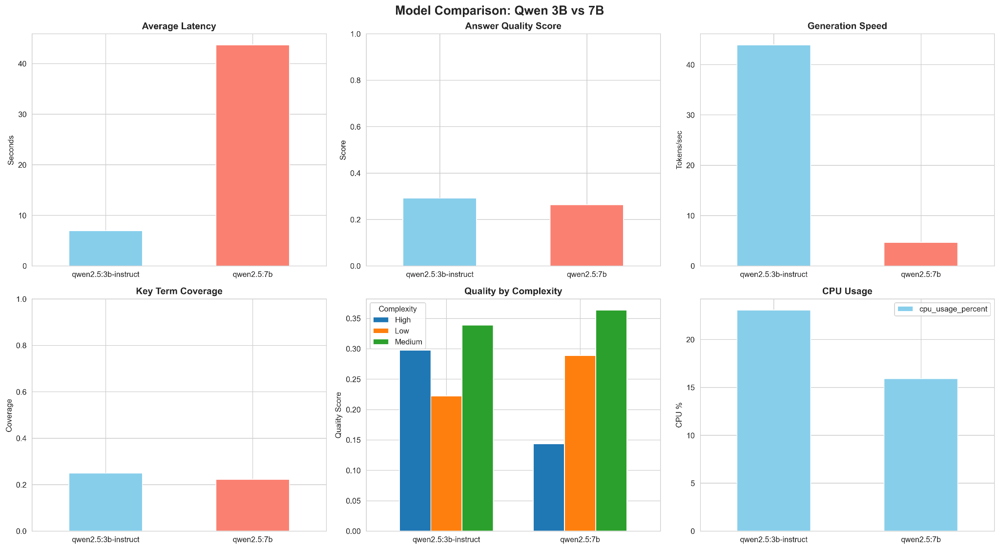 Model Comparison: Qwen 3B vs 7B
Average Latency
Seconds
40
30
20
10
0
qwen2.5:3b-instruct
qwen2.5:7b
Answer Quality Score
Score
1.0
0.8
0.6
0.4
0.2
0.0
qwen2.5:3b-instruct
qwen2.5:7b
Generation Speed
Tokens/sec
40
30
20
10
0
qwen2.5:3b-instruct
qwen2.5:7b
Key Term Coverage
Coverage
1.0
0.8
0.6
0.4
0.2
0.0
qwen2.5:3b-instruct
qwen2.5:7b
Quality by Complexity
Complexity
High
Low
Medium
Quality Score
0.35
0.30
0.25
0.20
0.15
0.10
0.05
0.00
qwen2.5:3b-instruct
qwen2.5:7b
CPU Usage
cpu_usage_percent
CPU %
20
15
10
5
0
qwen2.5:3b-instruct
qwen2.5:7b